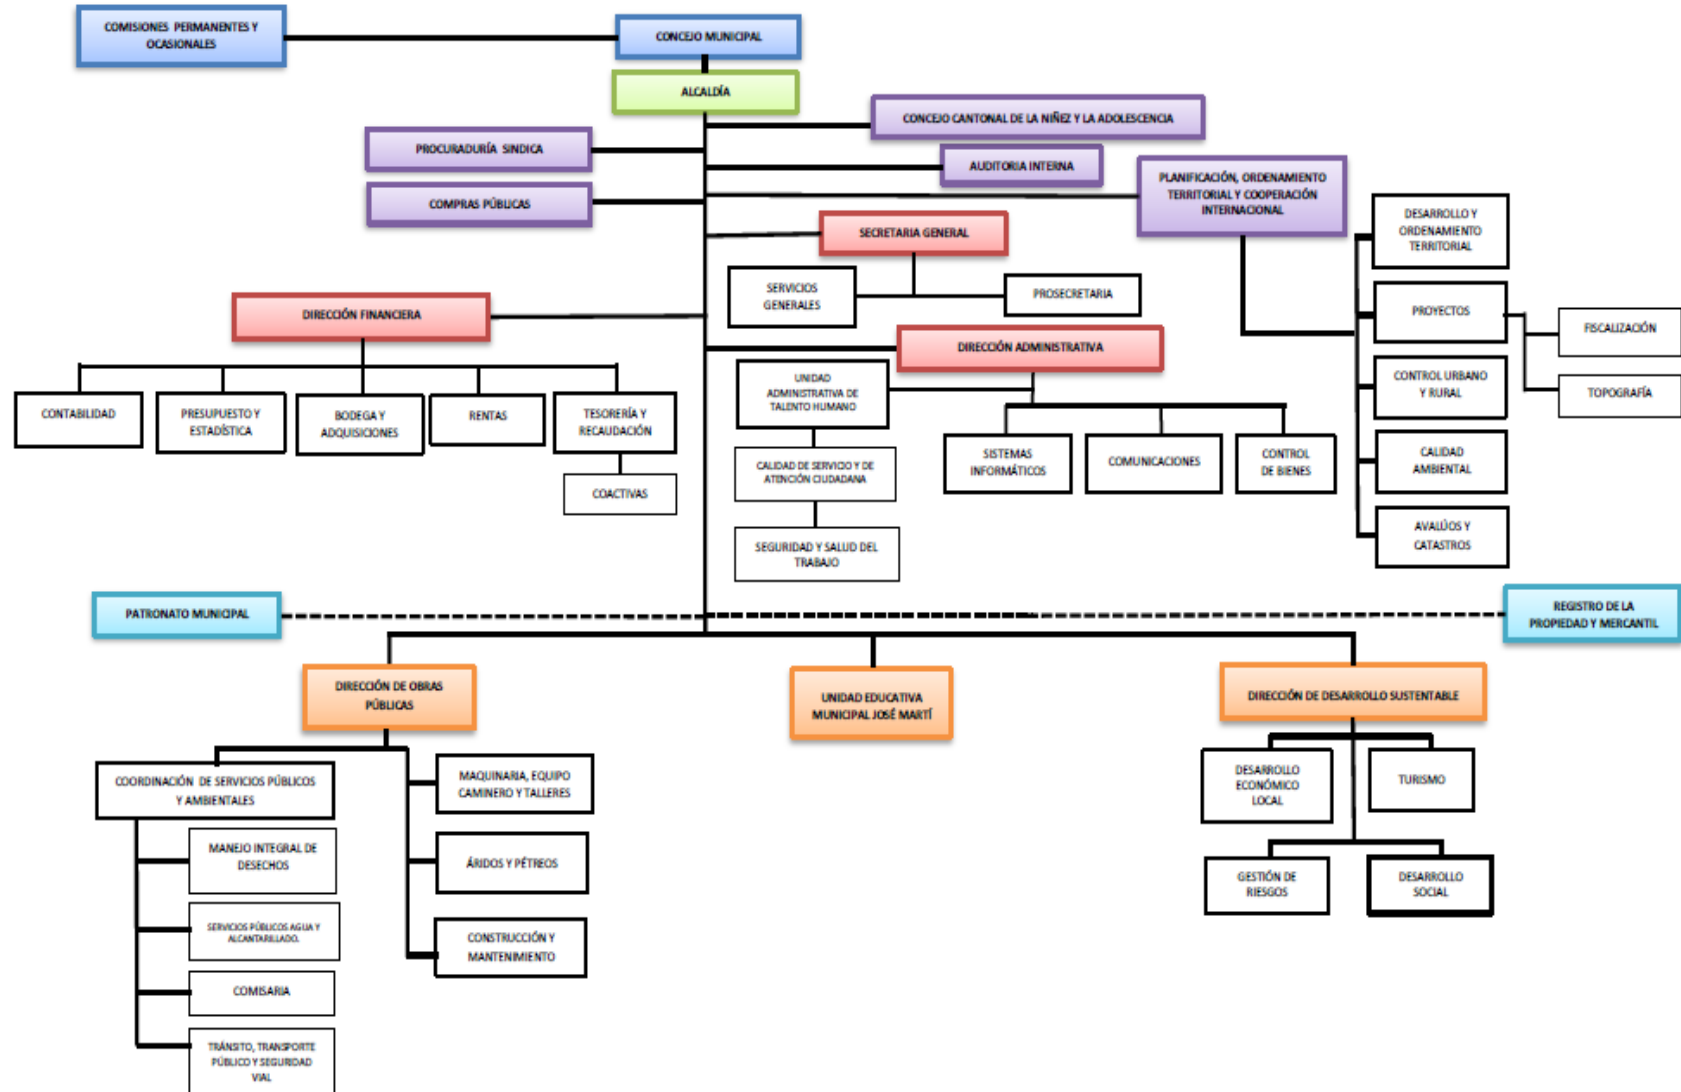 COMISIONES PERMANENTES Y
OCASIONALES
CONCEJO MUNICIPAL
ALCALDÍA
CONCEJO CANTONAL DE LA NIÑEZ Y LA ADOLESCENCIA
PROCURADURÍA SINDICA
AUDITORIA INTERNA
PLANIFICACIÓN, ORDENAMIENTO
TERRITORIAL Y COOPERACIÓN
INTERNACIONAL
COMPRAS PÚBLICAS
SECRETARIA GENERAL
DESARROLLO Y
ORDENAMIENTO
TERRITORIAL
SERVICIOS
GENERALES
PROSECRETARIA
DIRECCIÓN FINANCIERA
PROYECTOS
FISCALIZACIÓN
DIRECCIÓN ADMINISTRATIVA
UNIDAD
ADMINISTRATIVA DE
TALENTO HUMANO
CONTROL URBANO
Y RURAL
TOPOGRAFÍA
CONTABILIDAD
PRESUPUESTO Y
ESTADÍSTICA
BODEGA Y
ADQUISICIONES
RENTAS
TESORERÍA Y
RECAUDACIÓN
COACTIVAS
CALIDAD DE SERVICIO Y DE
ATENCIÓN CIUDADANA
SISTEMAS
INFORMÁTICOS
COMUNICACIONES
CONTROL
DE BIENES
CALIDAD
AMBIENTAL
SEGURIDAD Y SALUD DEL
TRABAJO
AVALÚOS Y
CATASTROS
PATRONATO MUNICIPAL
REGISTRO DE LA
PROPIEDAD Y MERCANTIL
DIRECCIÓN DE OBRAS
PÚBLICAS
UNIDAD EDUCATIVA
MUNICIPAL JOSÉ MARTÍ
DIRECCIÓN DE DESARROLLO SUSTENTABLE
COORDINACIÓN DE SERVICIOS PÚBLICOS
Y AMBIENTALES
MAQUINARIA, EQUIPO
CAMINERO Y TALLERES
DESARROLLO
ECONÓMICO
LOCAL
TURISMO
MANEJO INTEGRAL DE
DESECHOS
ÁRIDOS Y PÉTREOS
GESTIÓN DE
RIESGOS
DESARROLLO
SOCIAL
SERVICIOS PÚBLICOS AGUA Y
ALCANTARILLADO.
CONSTRUCCIÓN Y
MANTENIMIENTO
COMISARIA
TRÁNSITO, TRANSPORTE
PÚBLICO Y SEGURIDAD
VIAL